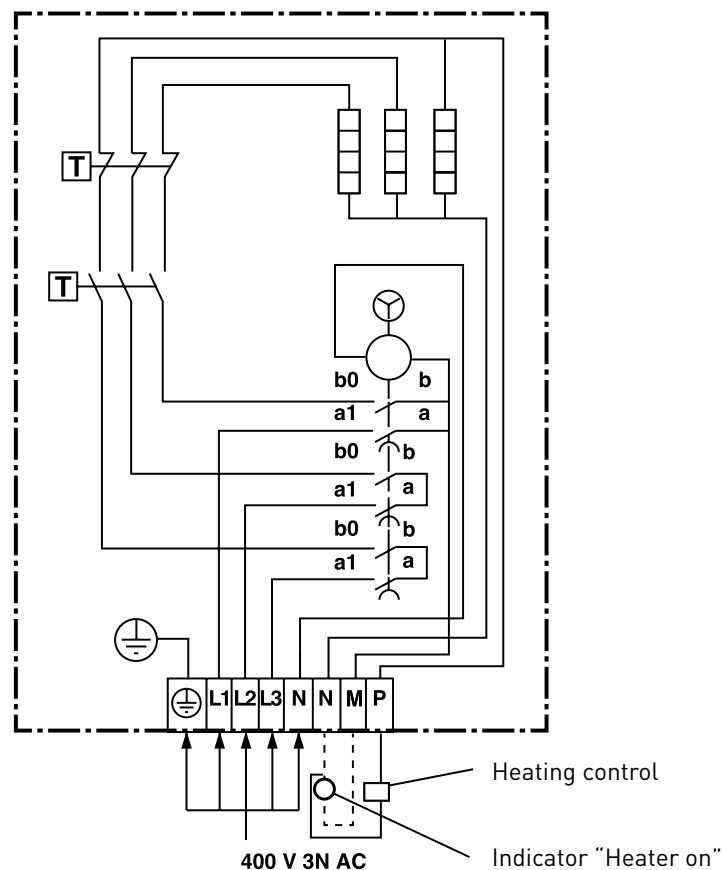 T
T
b0 b
a1 a
b0 b
a1 a
b0 b
a1 a
L1 L2 L3 N N M P
Heating control
Indicator “Heater on”
400 V 3N AC